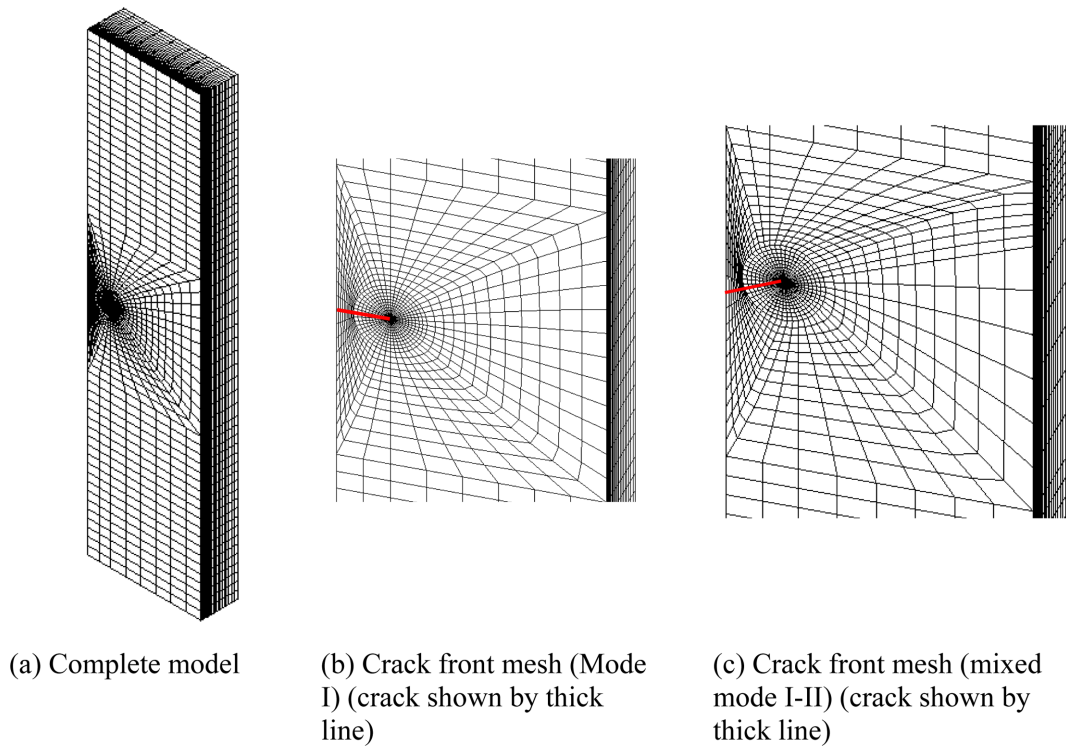 (a) Complete model
(b) Crack front mesh (Mode
I) (crack shown by thick
line)
(c) Crack front mesh (mixed
mode I-II) (crack shown by
thick line)